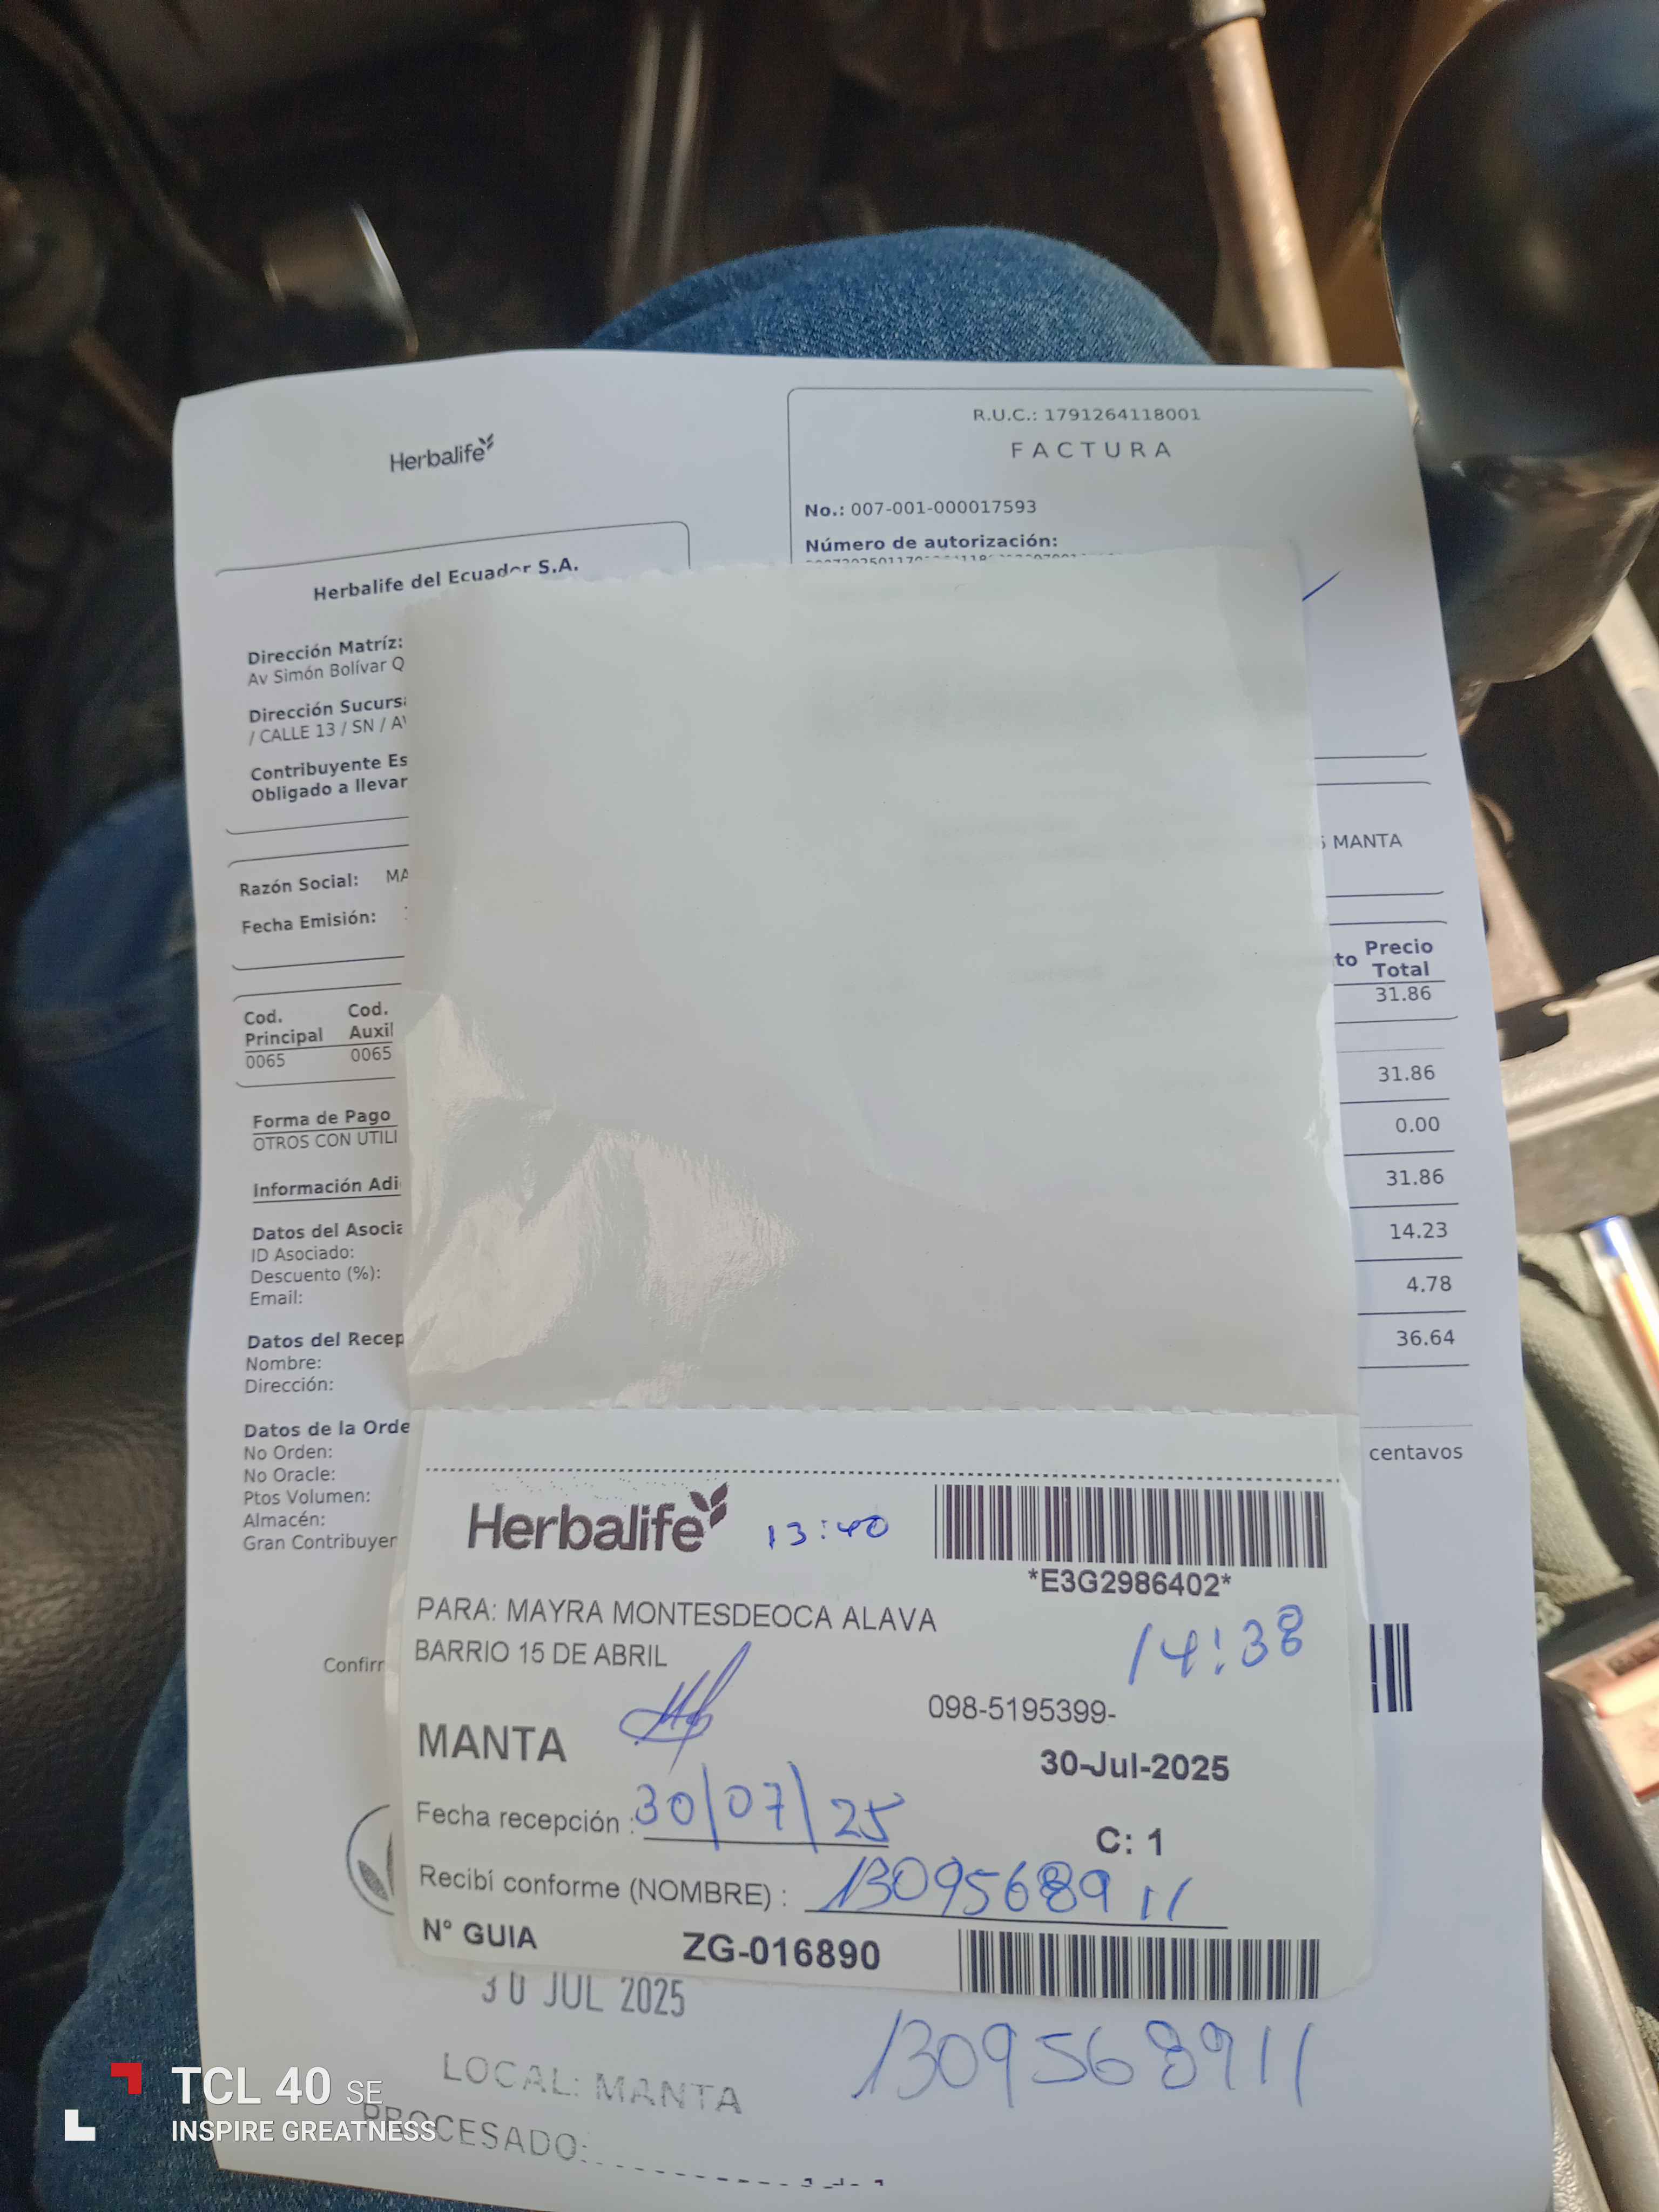 Herbalife
R.U.C.: 1791264118001
FACTURA
No.: 007-001-000017593
Número de autorización:
Herbalife del Ecuador S.A.
Dirección Matríz:
Av Simón Bolívar Q
Dirección Sucurs
/ CALLE 13 / SN / A
Contribuyente Es
Obligado a llevar
MANTA
Razón Social: MA
Fecha Emisión:
Cod. Principal
Cod. Auxil
to
Precio Total
0065 0065
31.86
31.86
0.00
31.86
14.23
4.78
36.64
Forma de Pago
OTROS CON UTILI
Información Adi
Datos del Asocia
ID Asociado:
Descuento (%):
Email:
Datos del Recep
Nombre:
Dirección:
Datos de la Orde
No Orden:
No Oracle:
Ptos Volumen:
Almacén:
Gran Contribuyer
centavos
Confirr
Herbalife 13:40
*E3G2986402*
PARA: MAYRA MONTESDEOCA ALAVA
BARRIO 15 DE ABRIL
14:38
098-5195399-
MANTA
30-Jul-2025
Fecha recepción : 30/07/25
C: 1
Recibí conforme (NOMBRE) : 1309568911
N° GUIA ZG-016890
30 JUL 2025
1309568911
LOCAL: MANTA
PROCESADO:
TCL 40 SE
INSPIRE GREATNESS